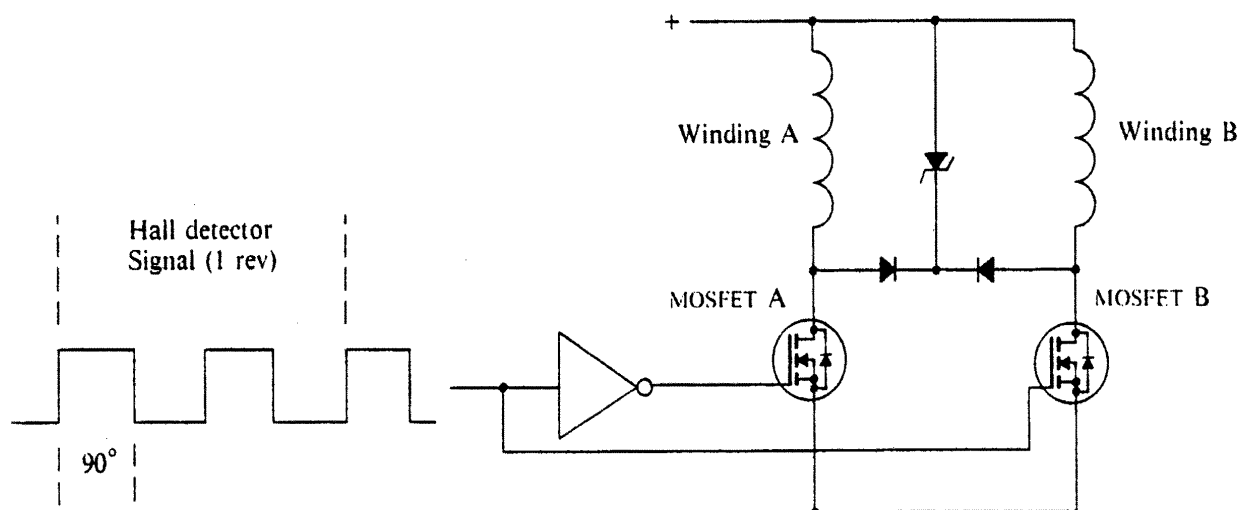 +
Winding A
Winding B
Hall detector
Signal (1 rev)
MOSFET A
MOSFET B
90°